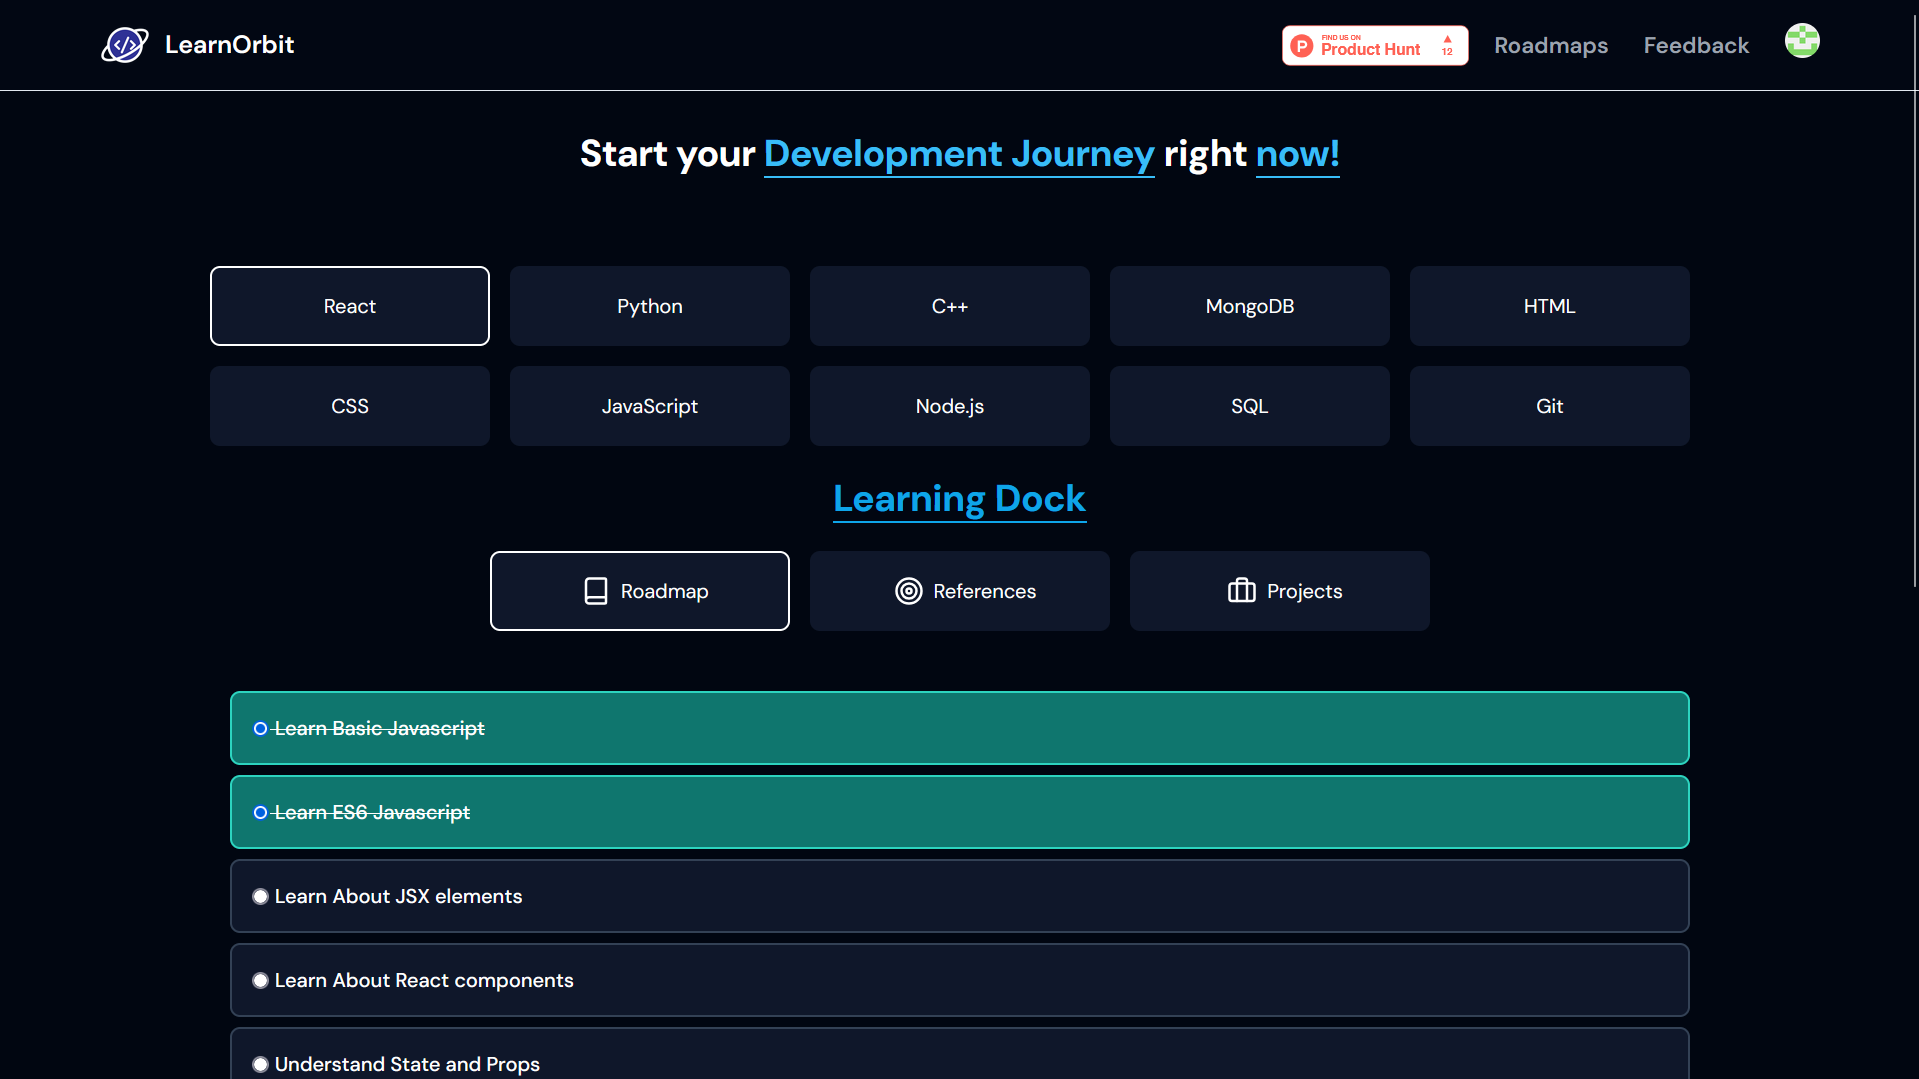 LearnOrbit
FIND US ON
Product Hunt
12
Roadmaps
Feedback
Start your Development Journey right now!
React
Python
C++
MongoDB
HTML
CSS
JavaScript
Node.js
SQL
Git
Learning Dock
Roadmap
References
Projects
Learn Basic Javascript
Learn ES6 Javascript
Learn About JSX elements
Learn About React components
Understand State and Props